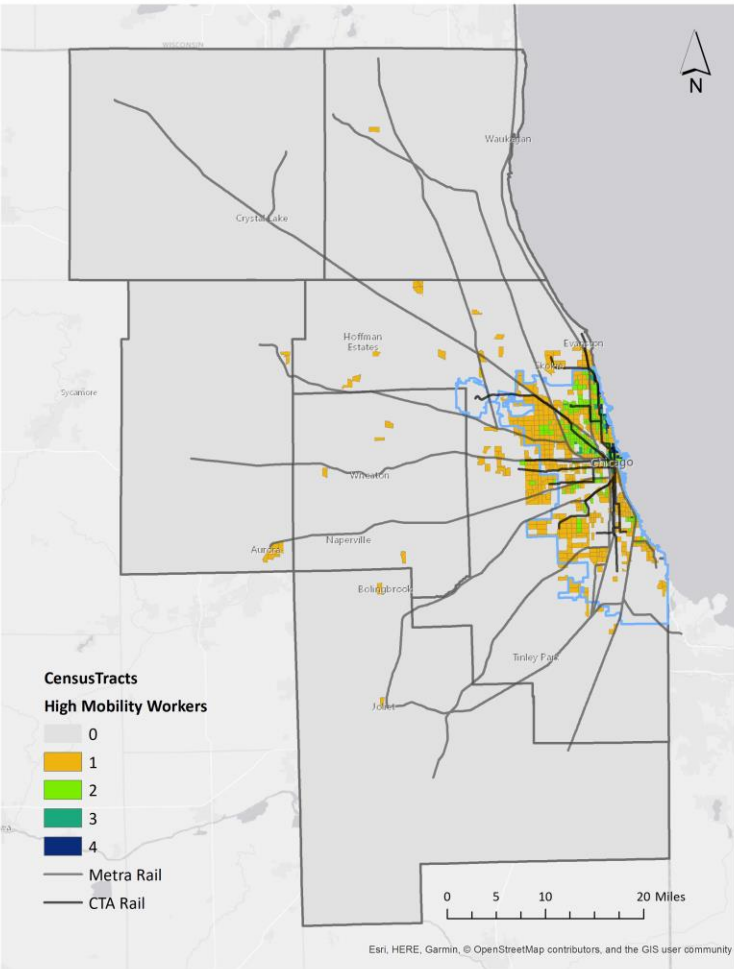 WISCONSIN
N
Waukegan
Crystal Lake
Hoffman
Estates
Evanston
Skokie
Sycamore
Chicago
Wheaton
Naperville
Aurora
Bolingbrook
Tinley Park
Joliet
CensusTracts
High Mobility Workers
0
1
2
3
4
Metra Rail
CTA Rail
0 5 10 20 Miles
Esri, HERE, Garmin, © OpenStreetMap contributors, and the GIS user community